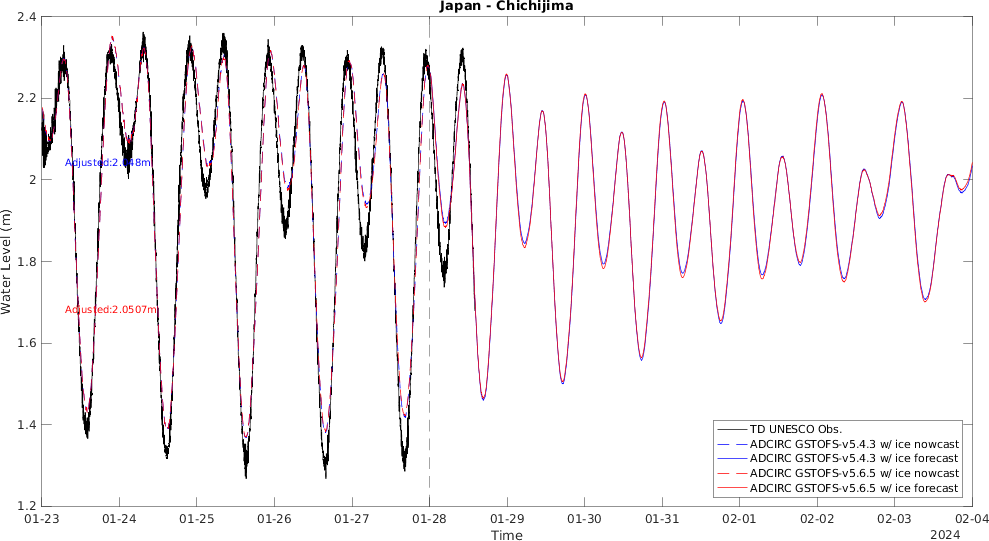 Japan - Chichijima
2.4
2.2
2
1.8
1.6
1.4
1.2
Water Level (m)
Adjusted:2.048m
Adjusted:2.0507m
TD UNESCO Obs.
ADCIRC GSTOFS-v5.4.3 w/ ice nowcast
ADCIRC GSTOFS-v5.4.3 w/ ice forecast
ADCIRC GSTOFS-v5.6.5 w/ ice nowcast
ADCIRC GSTOFS-v5.6.5 w/ ice forecast
01-23 01-24 01-25 01-26 01-27 01-28 01-29 01-30 01-31 02-01 02-02 02-03 02-04
Time
2024